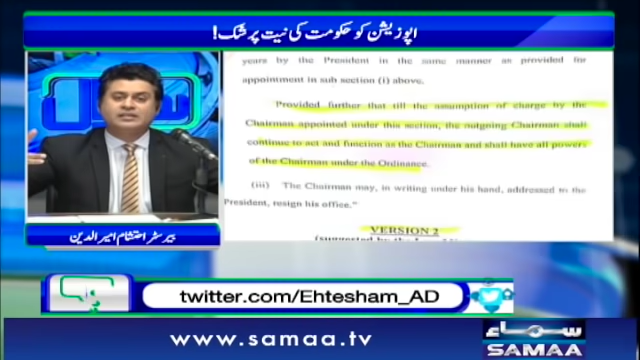 اپوزیشن کو حکومت کی نیت پر شک!
سوال
years by the President in the same manner as provided for
appointment in sub section (i) above.
Provided further that till the assumption of charge by the
Chairman appointed under this section, the outgoing Chairman shall
continue to act and function as the Chairman and shall have all powers
of the Chairman under the Ordinance.
(iii) The Chairman may, in writing under his hand, addressed to the
President, resign his office."
VERSION 2
(suggested by the
بیرسٹر احتشام امیر الدین
twitter.com/Ehtesham_AD
www.samaa.tv
سماء
SAMAA